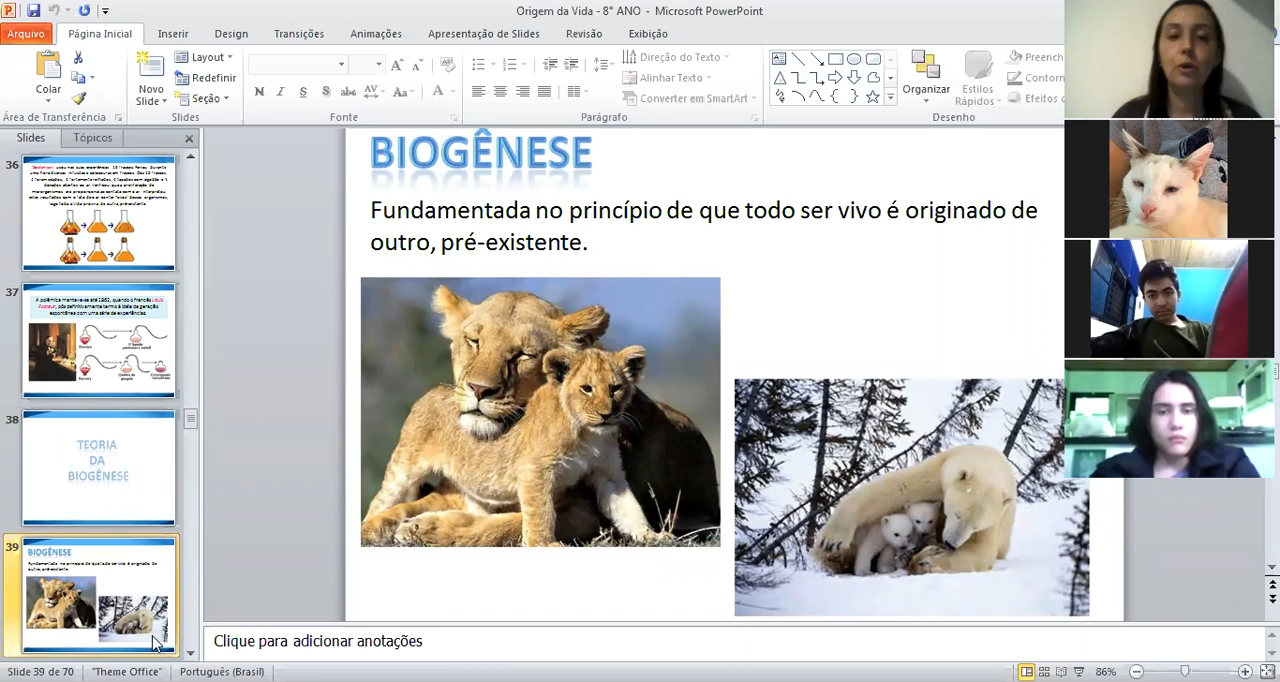 Origem da Vida - 8° ANO - Microsoft PowerPoint
Arquivo
Página Inicial
Inserir
Design
Transições
Animações
Apresentação de Slides
Revisão
Exibição
Colar
Novo
Slide
Layout
Redefinir
Seção
Direção do Texto
Alinhar Texto
Converter em SmartArt
Organizar
Estilos
Rápidos
Preench
Contorn
Efeitos
Área de Transferência
Slides
Fonte
Parágrafo
Desenho
Slides
Tópicos
36
37
38
TEORIA
DA
BIOGÊNESE
39
BIOGÊNESE
BIOGÊNESE
Fundamentada no princípio de que todo ser vivo é originado de
outro, pré-existente.
Clique para adicionar anotações
Slide 39 de 70
"Theme Office"
Português (Brasil)
86%